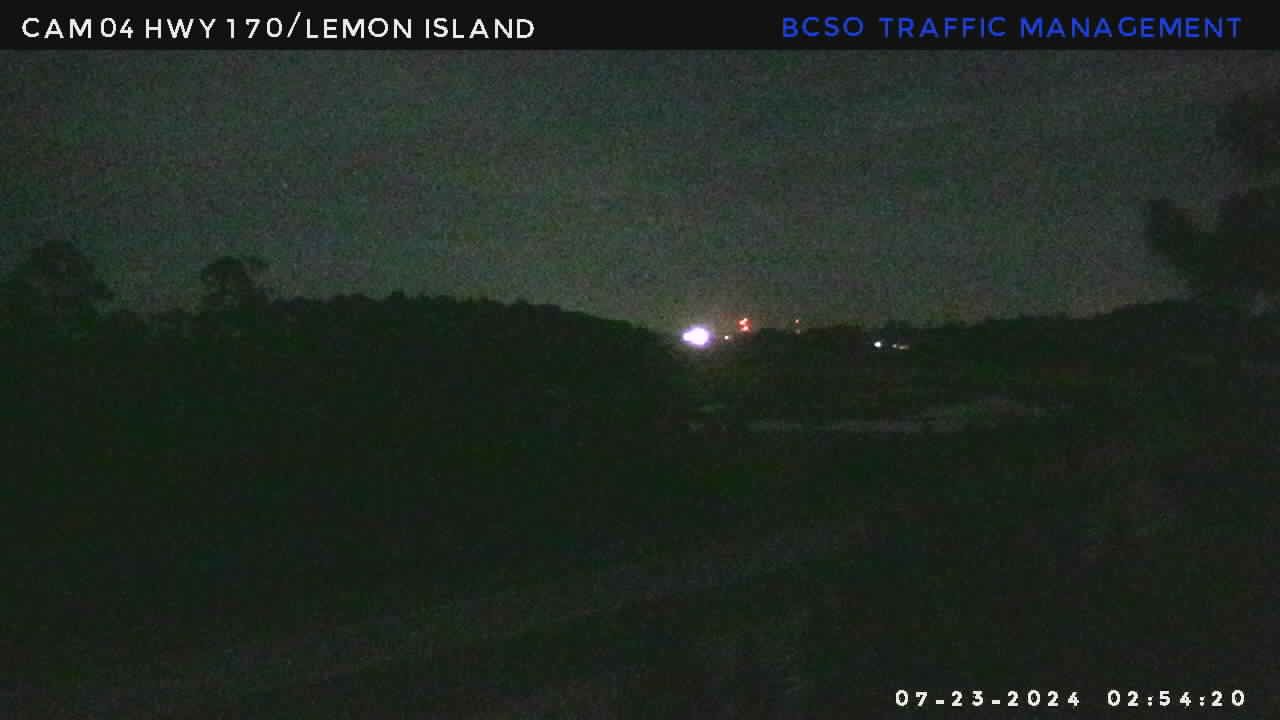 CAM04 HWY 170/LEMON ISLAND
BCSO TRAFFIC MANAGEMENT
07-23-2024 02:54:20